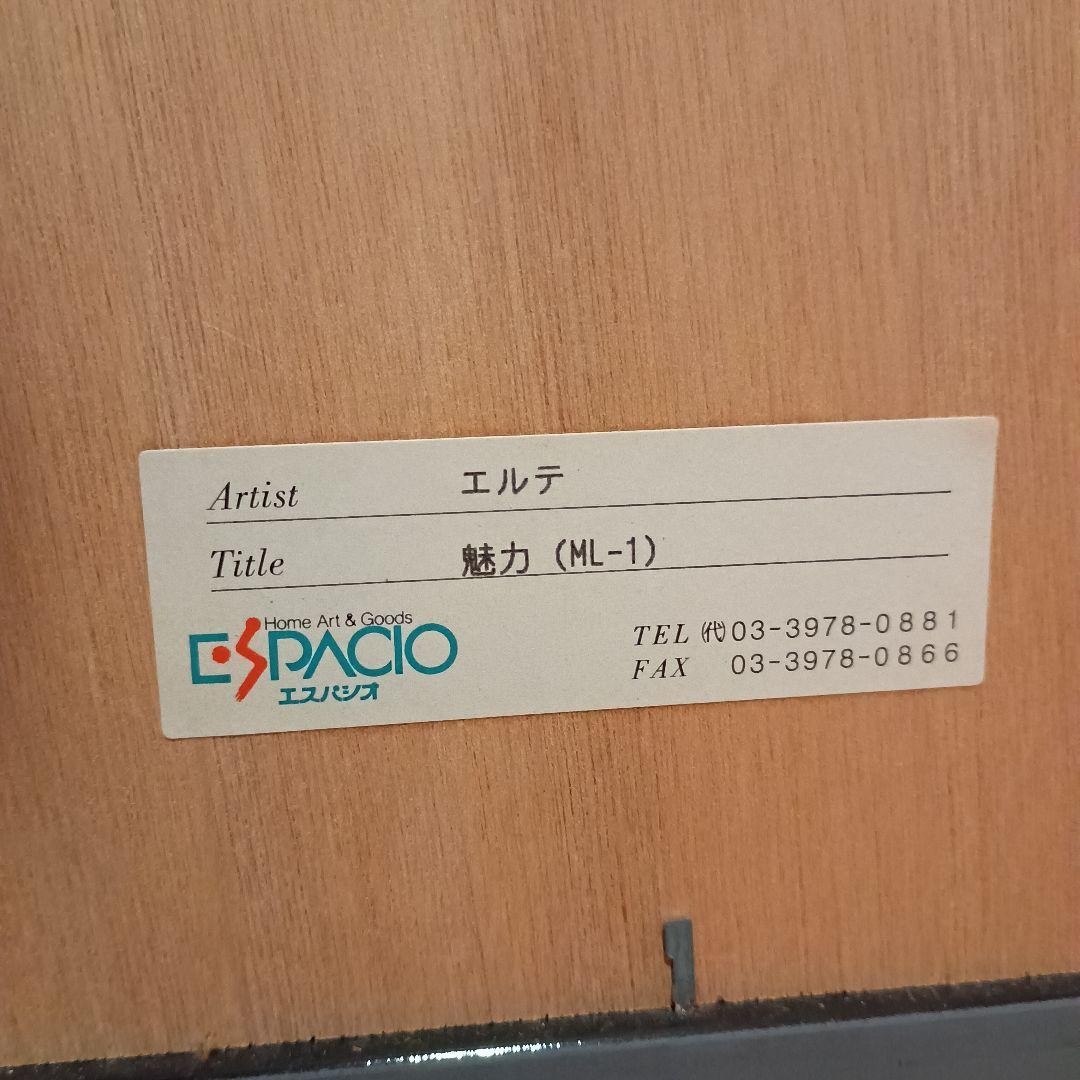 Artist エルテ
Title 魅力 (ML-1)
Home Art & Goods
ESPACIO
エスパシオ
TEL (代) 03-3978-0881
FAX 03-3978-0866